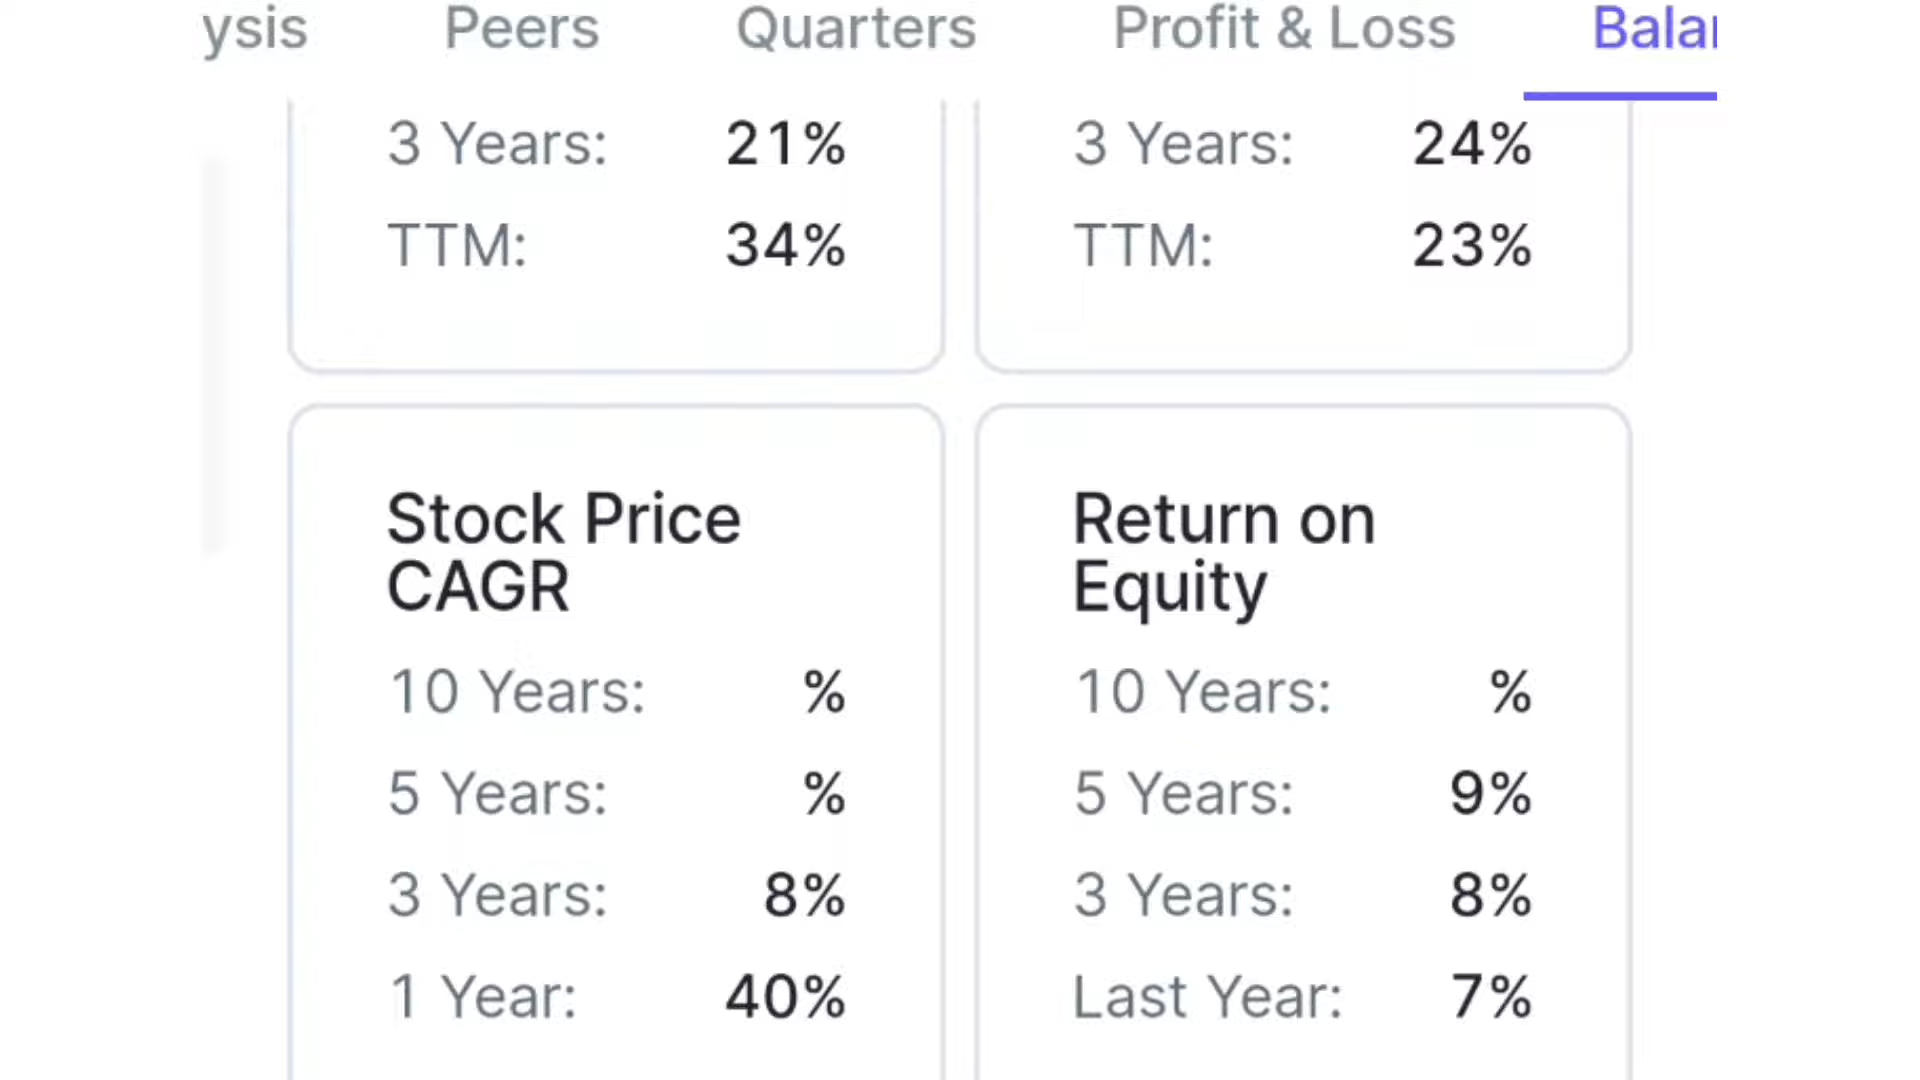 ysis Peers Quarters Profit & Loss Balan
3 Years: 21%
TTM: 34%
3 Years: 24%
TTM: 23%
Stock Price
CAGR
10 Years: %
5 Years: %
3 Years: 8%
1 Year: 40%
Return on
Equity
10 Years: %
5 Years: 9%
3 Years: 8%
Last Year: 7%